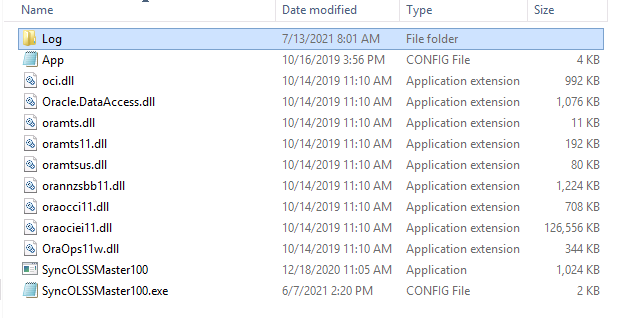 Name Date modified Type Size
Log 7/13/2021 8:01 AM File folder
App 10/16/2019 3:56 PM CONFIG File 4 KB
oci.dll 10/14/2019 11:10 AM Application extension 992 KB
Oracle.DataAccess.dll 10/14/2019 11:10 AM Application extension 1,076 KB
oramts.dll 10/14/2019 11:10 AM Application extension 11 KB
oramts11.dll 10/14/2019 11:10 AM Application extension 192 KB
oramtsus.dll 10/14/2019 11:10 AM Application extension 80 KB
orannzsbb11.dll 10/14/2019 11:10 AM Application extension 1,224 KB
oraocci11.dll 10/14/2019 11:10 AM Application extension 708 KB
oraociei11.dll 10/14/2019 11:10 AM Application extension 126,556 KB
OraOps11w.dll 10/14/2019 11:10 AM Application extension 344 KB
SyncOLSSMaster100 12/18/2020 11:05 AM Application 1,024 KB
SyncOLSSMaster100.exe 6/7/2021 2:20 PM CONFIG File 2 KB